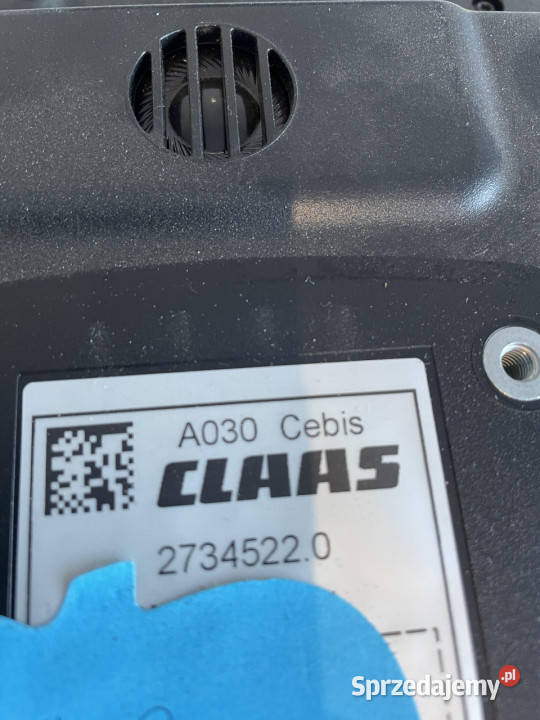 A030 Cebis
CLAAS
2734522.0
Sprzedajemy.pl